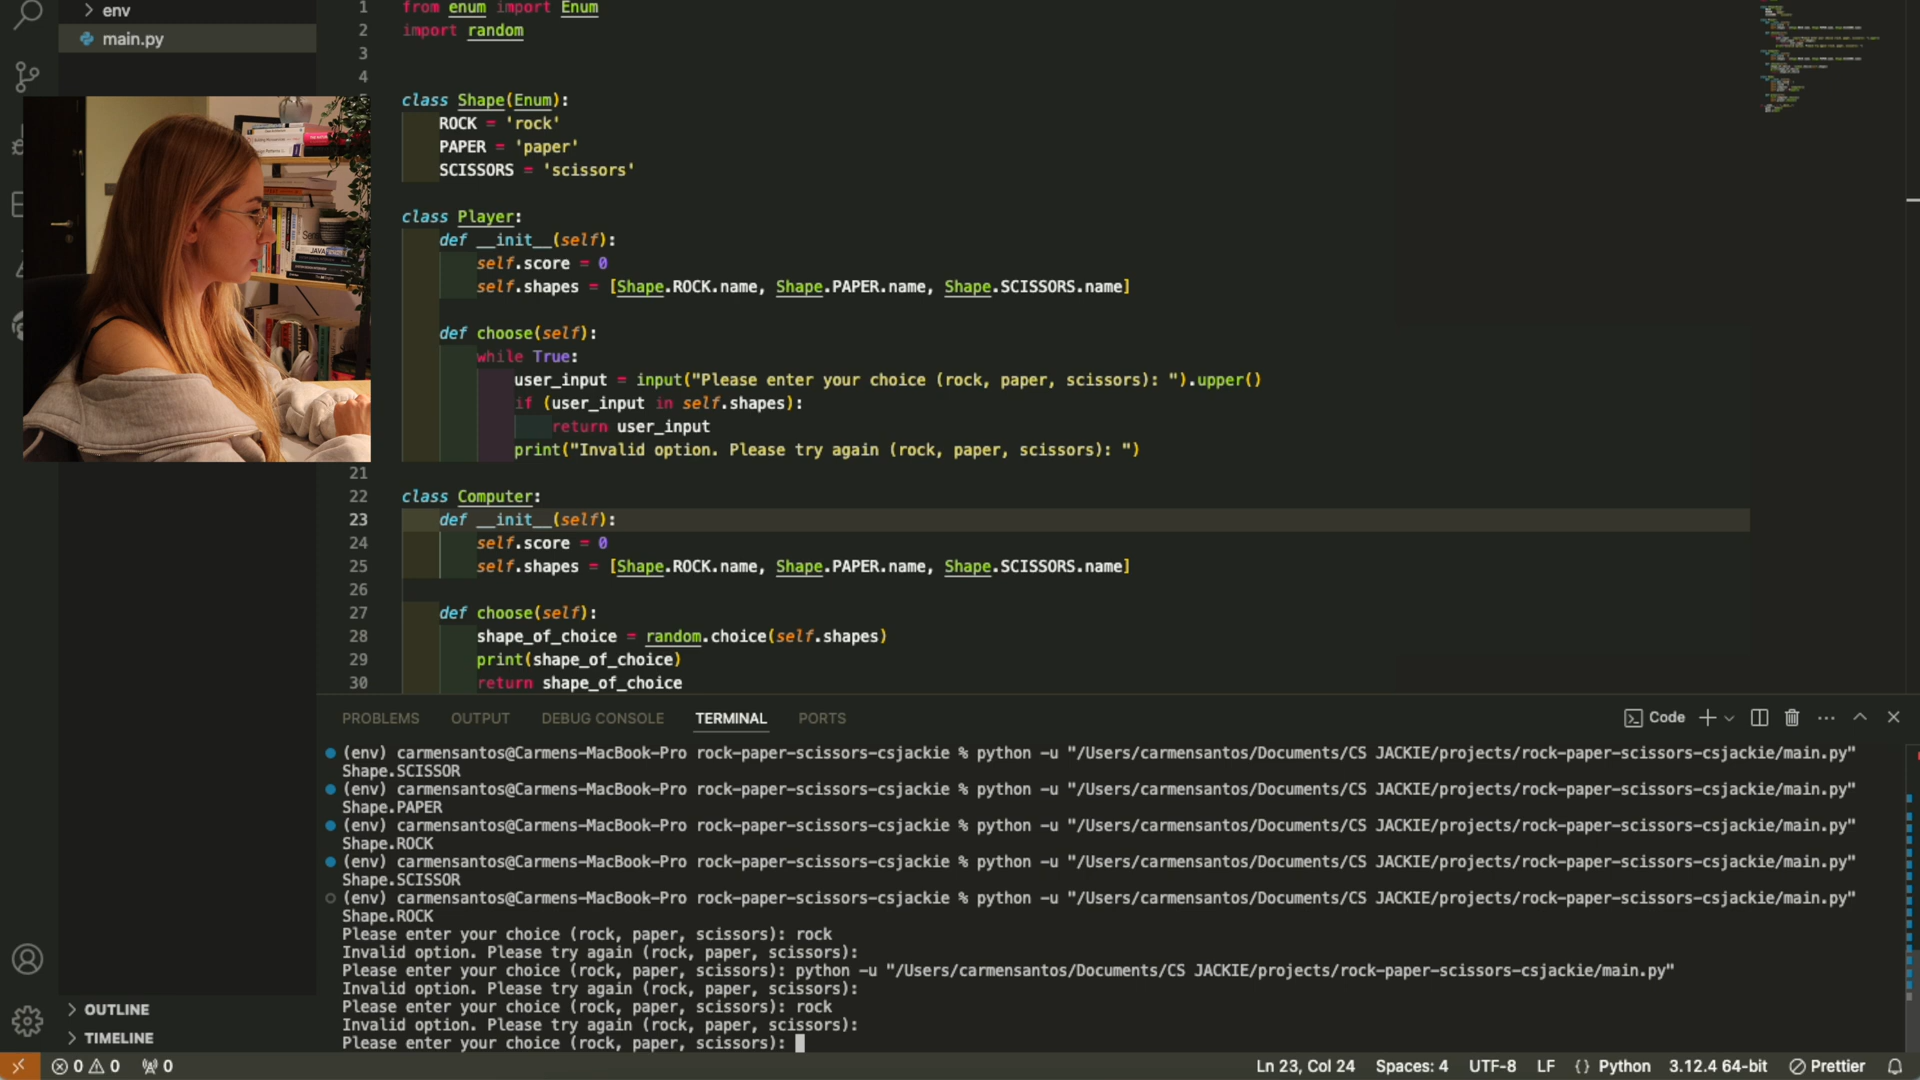 env
main.py
1 from enum import Enum
2 import random
3
4
class Shape(Enum):
ROCK = 'rock'
PAPER = 'paper'
SCISSORS = 'scissors'
class Player:
def __init__(self):
self.score = 0
self.shapes = [Shape.ROCK.name, Shape.PAPER.name, Shape.SCISSORS.name]
def choose(self):
while True:
user_input = input("Please enter your choice (rock, paper, scissors): ").upper()
if (user_input in self.shapes):
return user_input
print("Invalid option. Please try again (rock, paper, scissors): ")
21
22 class Computer:
23 def __init__(self):
24 self.score = 0
25 self.shapes = [Shape.ROCK.name, Shape.PAPER.name, Shape.SCISSORS.name]
26
27 def choose(self):
28 shape_of_choice = random.choice(self.shapes)
29 print(shape_of_choice)
30 return shape_of_choice
PROBLEMS OUTPUT DEBUG CONSOLE TERMINAL PORTS Code
(env) carmensantos@Carmens-MacBook-Pro rock-paper-scissors-csjackie % python -u "/Users/carmensantos/Documents/CS JACKIE/projects/rock-paper-scissors-csjackie/main.py"
Shape.SCISSOR
(env) carmensantos@Carmens-MacBook-Pro rock-paper-scissors-csjackie % python -u "/Users/carmensantos/Documents/CS JACKIE/projects/rock-paper-scissors-csjackie/main.py"
Shape.PAPER
(env) carmensantos@Carmens-MacBook-Pro rock-paper-scissors-csjackie % python -u "/Users/carmensantos/Documents/CS JACKIE/projects/rock-paper-scissors-csjackie/main.py"
Shape.ROCK
(env) carmensantos@Carmens-MacBook-Pro rock-paper-scissors-csjackie % python -u "/Users/carmensantos/Documents/CS JACKIE/projects/rock-paper-scissors-csjackie/main.py"
Shape.SCISSOR
(env) carmensantos@Carmens-MacBook-Pro rock-paper-scissors-csjackie % python -u "/Users/carmensantos/Documents/CS JACKIE/projects/rock-paper-scissors-csjackie/main.py"
Shape.ROCK
Please enter your choice (rock, paper, scissors): rock
Invalid option. Please try again (rock, paper, scissors):
Please enter your choice (rock, paper, scissors): python -u "/Users/carmensantos/Documents/CS JACKIE/projects/rock-paper-scissors-csjackie/main.py"
Invalid option. Please try again (rock, paper, scissors):
Please enter your choice (rock, paper, scissors): rock
Invalid option. Please try again (rock, paper, scissors):
Please enter your choice (rock, paper, scissors):
OUTLINE
TIMELINE
0 0 0 Ln 23, Col 24 Spaces: 4 UTF-8 LF {} Python 3.12.4 64-bit Prettier